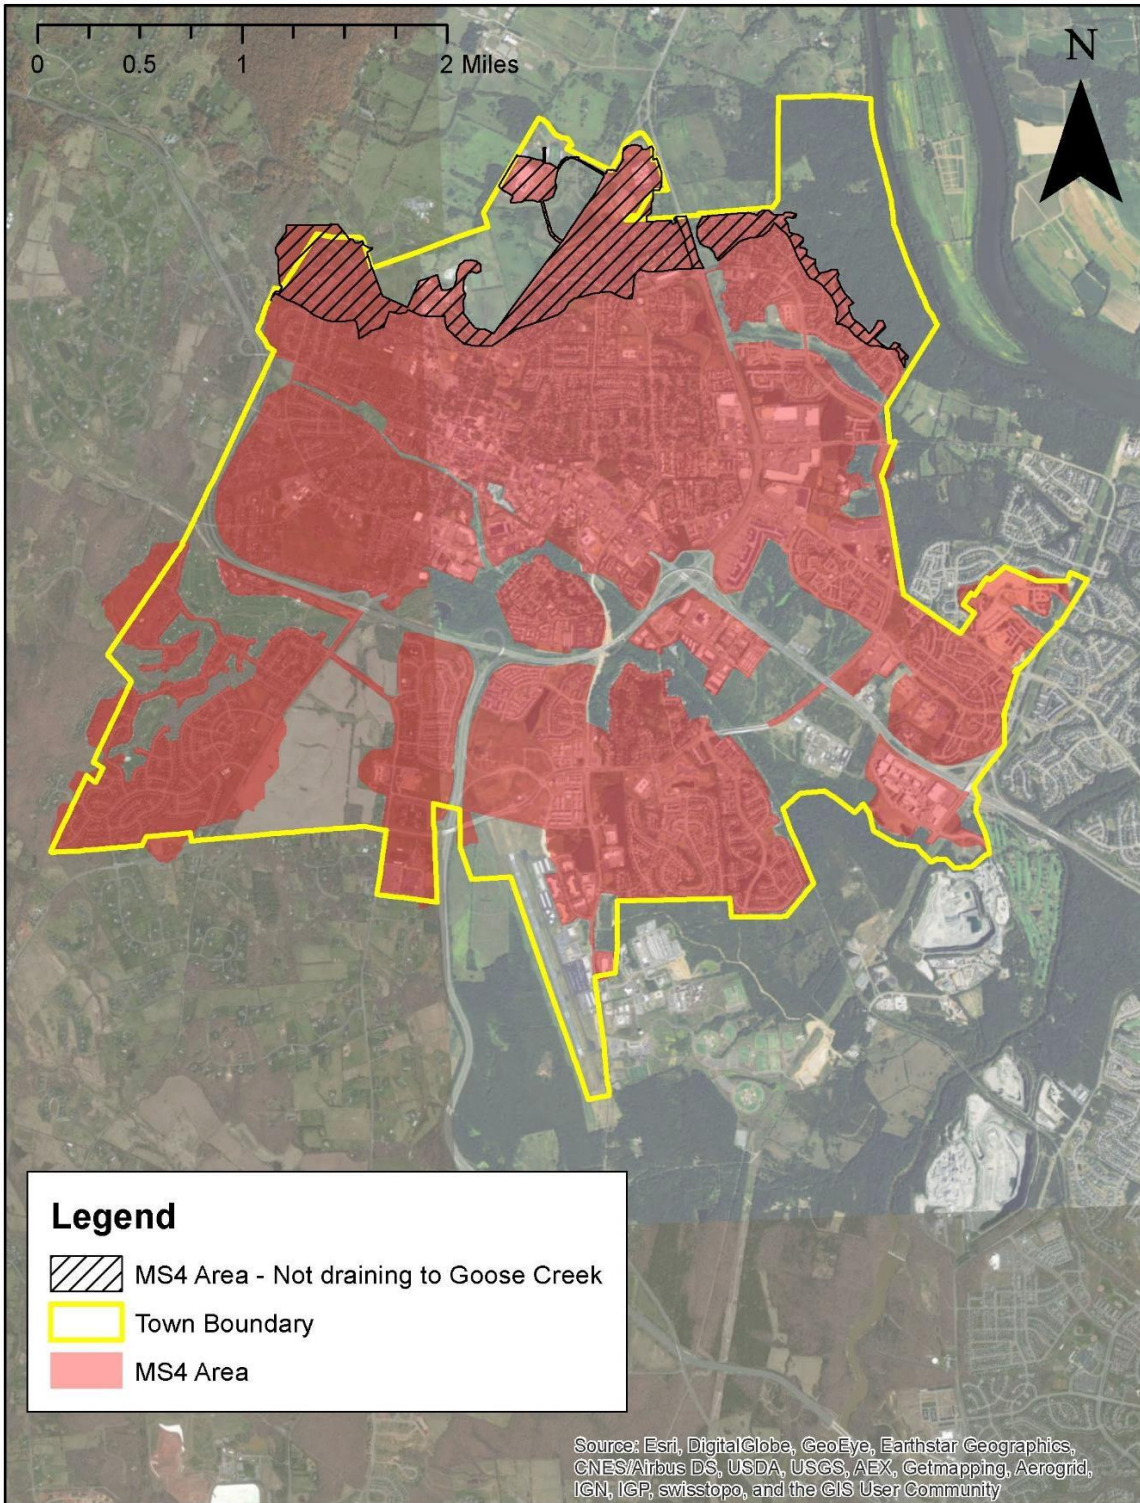 N
0 0.5 1 2 Miles
Legend
MS4 Area - Not draining to Goose Creek
Town Boundary
MS4 Area
Source: Esri, DigitalGlobe, GeoEye, Earthstar Geographics,
CNES/Airbus DS, USDA, USGS, AEX, Getmapping, Aerogrid,
IGN, IGP, swisstopo, and the GIS User Community